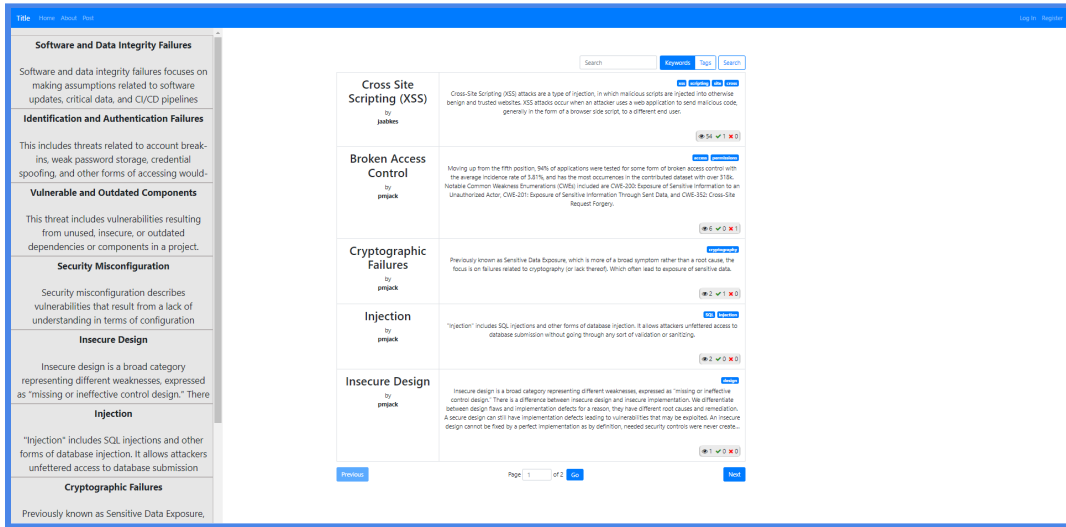 Title Home About Post Log In Register
Software and Data Integrity Failures
Software and data integrity failures focuses on
making assumptions related to software
updates, critical data, and CI/CD pipelines
Identification and Authentication Failures
This includes threats related to account break-
ins, weak password storage, credential
spoofing, and other forms of accessing would-
Vulnerable and Outdated Components
This threat includes vulnerabilities resulting
from unused, insecure, or outdated
dependencies or components in a project.
Security Misconfiguration
Security misconfiguration describes
vulnerabilities that result from a lack of
understanding in terms of configuration
Insecure Design
Insecure design is a broad category
representing different weaknesses, expressed
as "missing or ineffective control design." There
Injection
"Injection" includes SQL injections and other
forms of database injection. It allows attackers
unfettered access to database submission
Cryptographic Failures
Previously known as Sensitive Data Exposure,
Search Keywords Tags Search
Cross Site
Scripting (XSS)
by
jaabkes
xss scripting site cross
Cross-Site Scripting (XSS) attacks are a type of injection, in which malicious scripts are injected into otherwise
benign and trusted websites. XSS attacks occur when an attacker uses a web application to send malicious code,
generally in the form of a browser side script, to a different end user.
54 1 0
Broken Access
Control
by
pmjack
access permissions
Moving up from the fifth position, 94% of applications were tested for some form of broken access control with
the average incidence rate of 3.81%, and has the most occurrences in the contributed dataset with over 318k.
Notable Common Weakness Enumerations (CWEs) included are CWE-200: Exposure of Sensitive Information to an
Unauthorized Actor, CWE-201: Exposure of Sensitive Information Through Sent Data, and CWE-352: Cross-Site
Request Forgery.
6 0 1
Cryptographic
Failures
by
pmjack
cryptography
Previously known as Sensitive Data Exposure, which is more of a broad symptom rather than a root cause, the
focus is on failures related to cryptography (or lack thereof). Which often lead to exposure of sensitive data.
2 1 0
Injection
by
pmjack
SQL Injection
"Injection" includes SQL injections and other forms of database injection. It allows attackers unfettered access to
database submission without going through any sort of validation or sanitizing.
2 0 0
Insecure Design
by
pmjack
design
Insecure design is a broad category representing different weaknesses, expressed as "missing or ineffective
control design." There is a difference between insecure design and insecure implementation. We differentiate
between design flaws and implementation defects for a reason, they have different root causes and remediation.
A secure design can still have implementation defects leading to vulnerabilities that may be exploited. An insecure
design cannot be fixed by a perfect implementation as by definition, needed security controls were never create...
1 0 0
Previous Page 1 of 2 Go Next